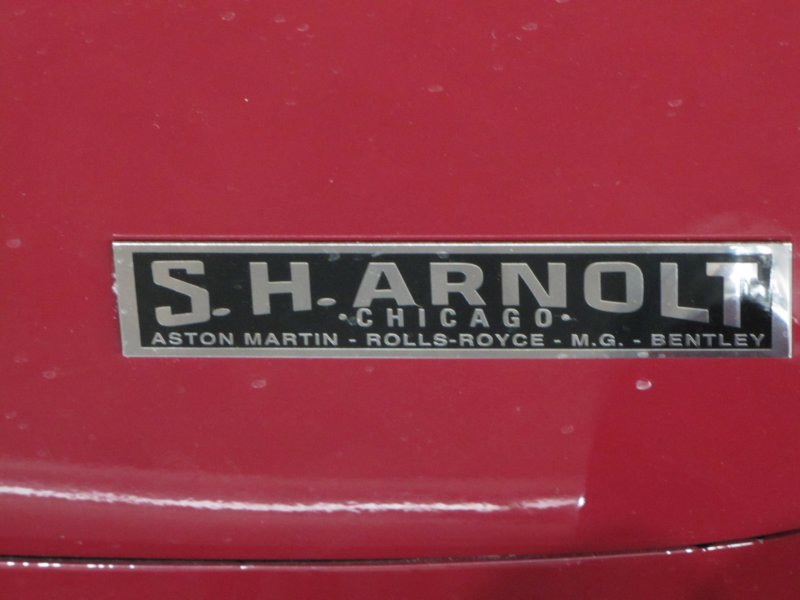 S.H.ARNOLT
·CHICAGO·
ASTON MARTIN - ROLLS-ROYCE - M.G. - BENTLEY